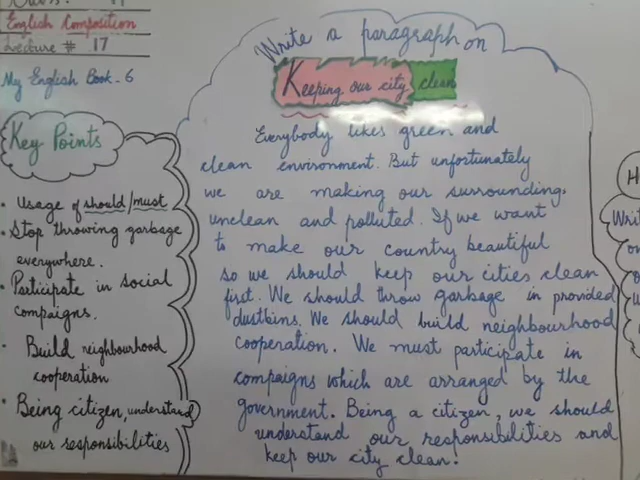 English Composition
Lecture # 17
My English Book - 6
Key Points
• Usage of should/must
• Stop throwing garbage
everywhere.
• Participate in social
campaigns.
• Build neighbourhood
cooperation
• Being citizen, understand
our responsibilities
Write a paragraph on
Keeping our city clean
Everybody likes green and
clean environment. But unfortunately
we are making our surroundings
unclean and polluted. If we want
to make our country beautiful
so we should keep our cities clean
first. We should throw garbage in provided
dustbins. We should build neighbourhood
cooperation. We must participate in
campaigns which are arranged by the
government. Being a citizen, we should
understand our responsibilities and
keep our city clean!
H
Writ